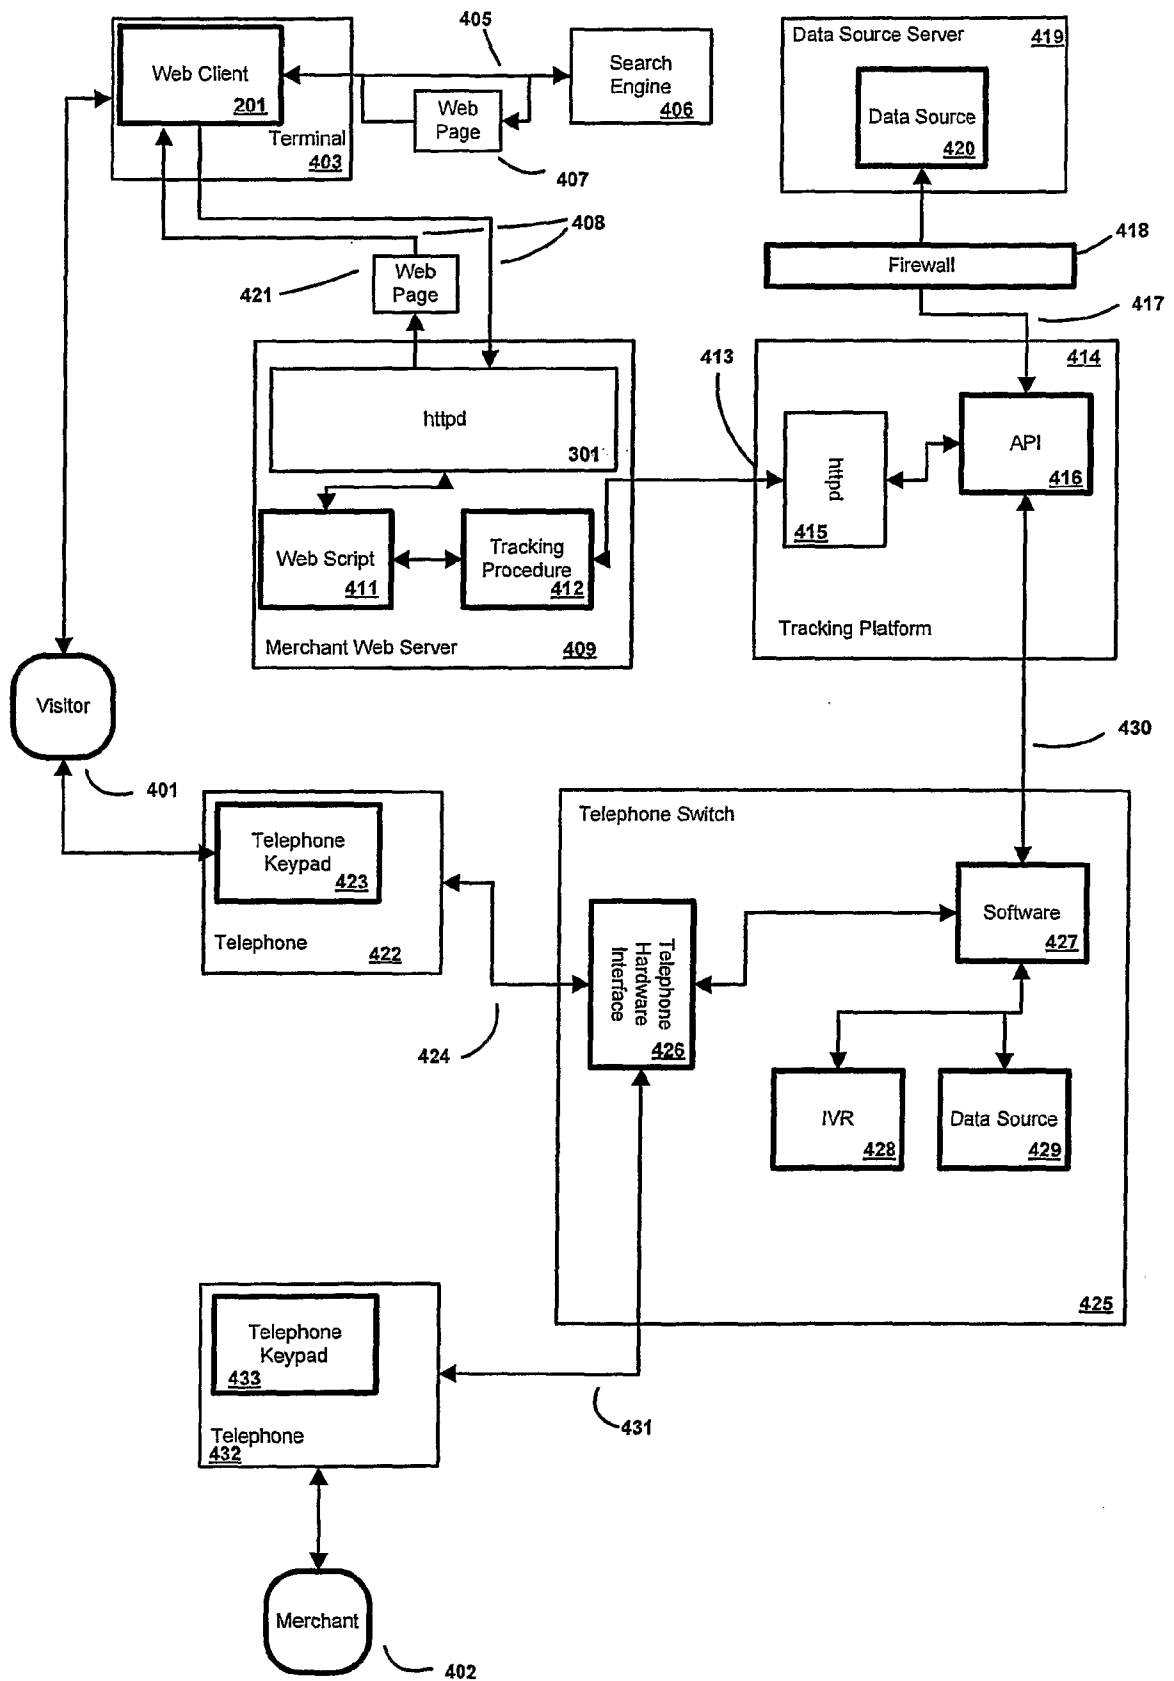 405
Web Client
201
Terminal
403
Web
Page
407
Search
Engine
406
Data Source Server
419
Data Source
420
408
421
Web
Page
418
Firewall
417
413
414
httpd
301
API
416
httpd
415
Web Script
411
Tracking
Procedure
412
Merchant Web Server
409
Tracking Platform
Visitor
401
430
Telephone
Keypad
423
Telephone
422
424
Telephone Switch
Telephone
Hardware
Interface
426
Software
427
IVR
428
Data Source
429
425
Telephone
Keypad
433
Telephone
432
431
Merchant
402